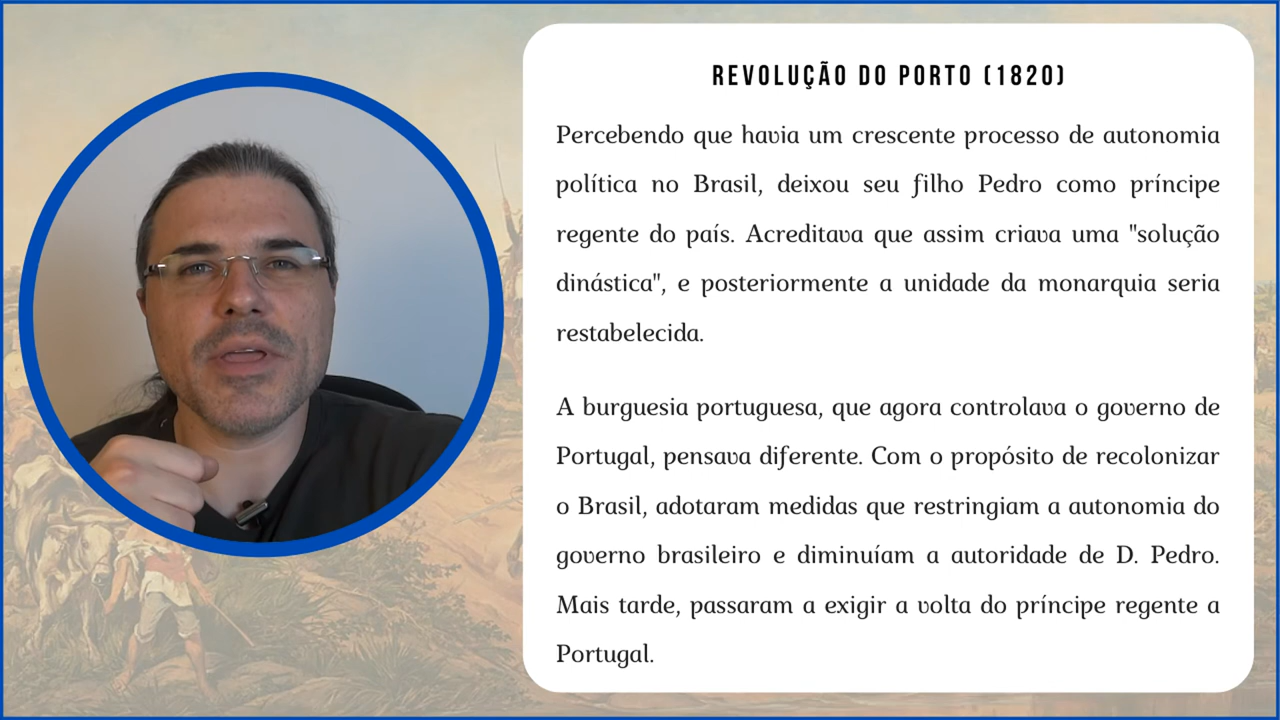 REVOLUÇÃO DO PORTO (1820)
Percebendo que havia um crescente processo de autonomia
política no Brasil, deixou seu filho Pedro como príncipe
regente do país. Acreditava que assim criava uma "solução
dinástica", e posteriormente a unidade da monarquia seria
restabelecida.
A burguesia portuguesa, que agora controlava o governo de
Portugal, pensava diferente. Com o propósito de recolonizar
o Brasil, adotaram medidas que restringiam a autonomia do
governo brasileiro e diminuíam a autoridade de D. Pedro.
Mais tarde, passaram a exigir a volta do príncipe regente a
Portugal.